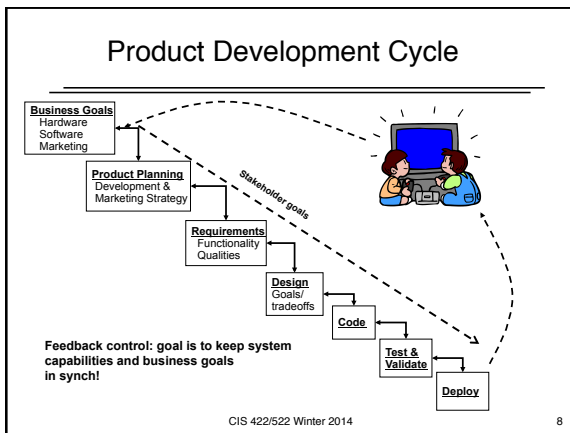 Product Development Cycle
Business Goals
Hardware
Software
Marketing
Product Planning
Development &
Marketing Strategy
Stakeholder goals
Requirements
Functionality
Qualities
Design
Goals/
tradeoffs
Code
Feedback control: goal is to keep system
capabilities and business goals
in synch!
Test &
Validate
Deploy
CIS 422/522 Winter 2014
8